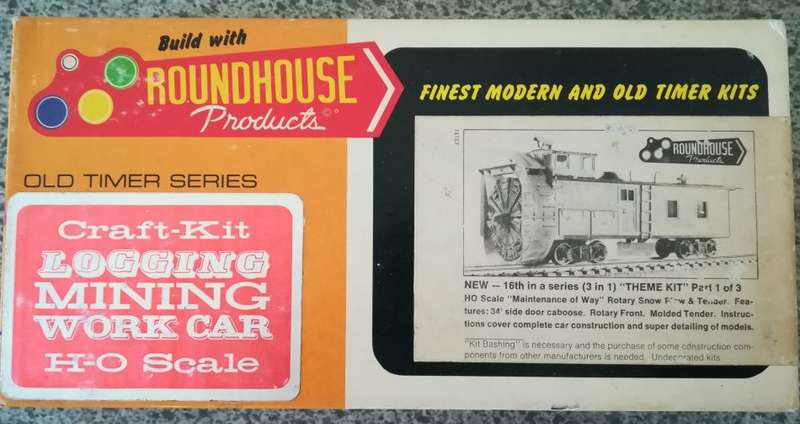 Build with
ROUNDHOUSE
Products
FINEST MODERN AND OLD TIMER KITS
OLD TIMER SERIES
Craft-Kit
LOGGING
MINING
WORK CAR
H-O Scale
ROUNDHOUSE
Products
NEW — 16th in a series (3 in 1) "THEME KIT" Part 1 of 3
HO Scale "Maintenance of Way" Rotary Snow & Tender. Fea-
tures: 34' side door caboose. Rotary Front. Molded Tender. Instruc-
tions cover complete car construction and super detailing of models.
"Kit Bashing" is necessary and the purchase of some construction com-
ponents from other manufacturers is needed. Undecorated kits